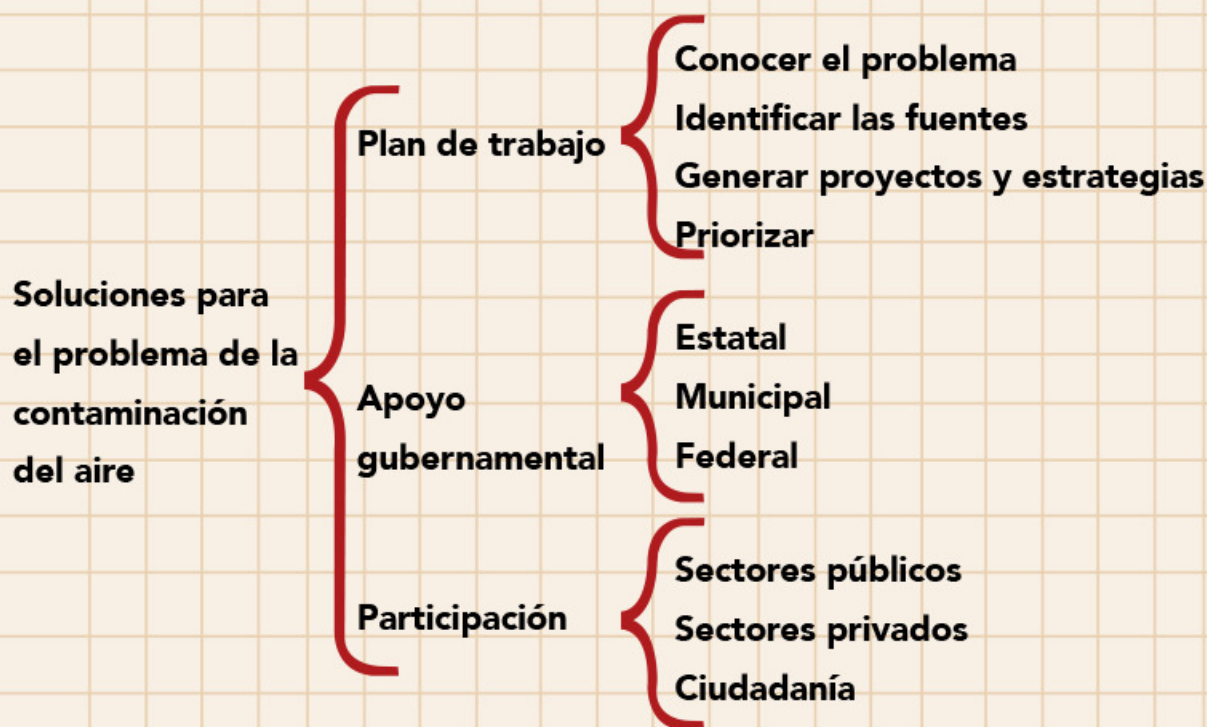 Soluciones para
el problema de la
contaminación
del aire
Plan de trabajo
Conocer el problema
Identificar las fuentes
Generar proyectos y estrategias
Priorizar
Apoyo
gubernamental
Estatal
Municipal
Federal
Participación
Sectores públicos
Sectores privados
Ciudadanía